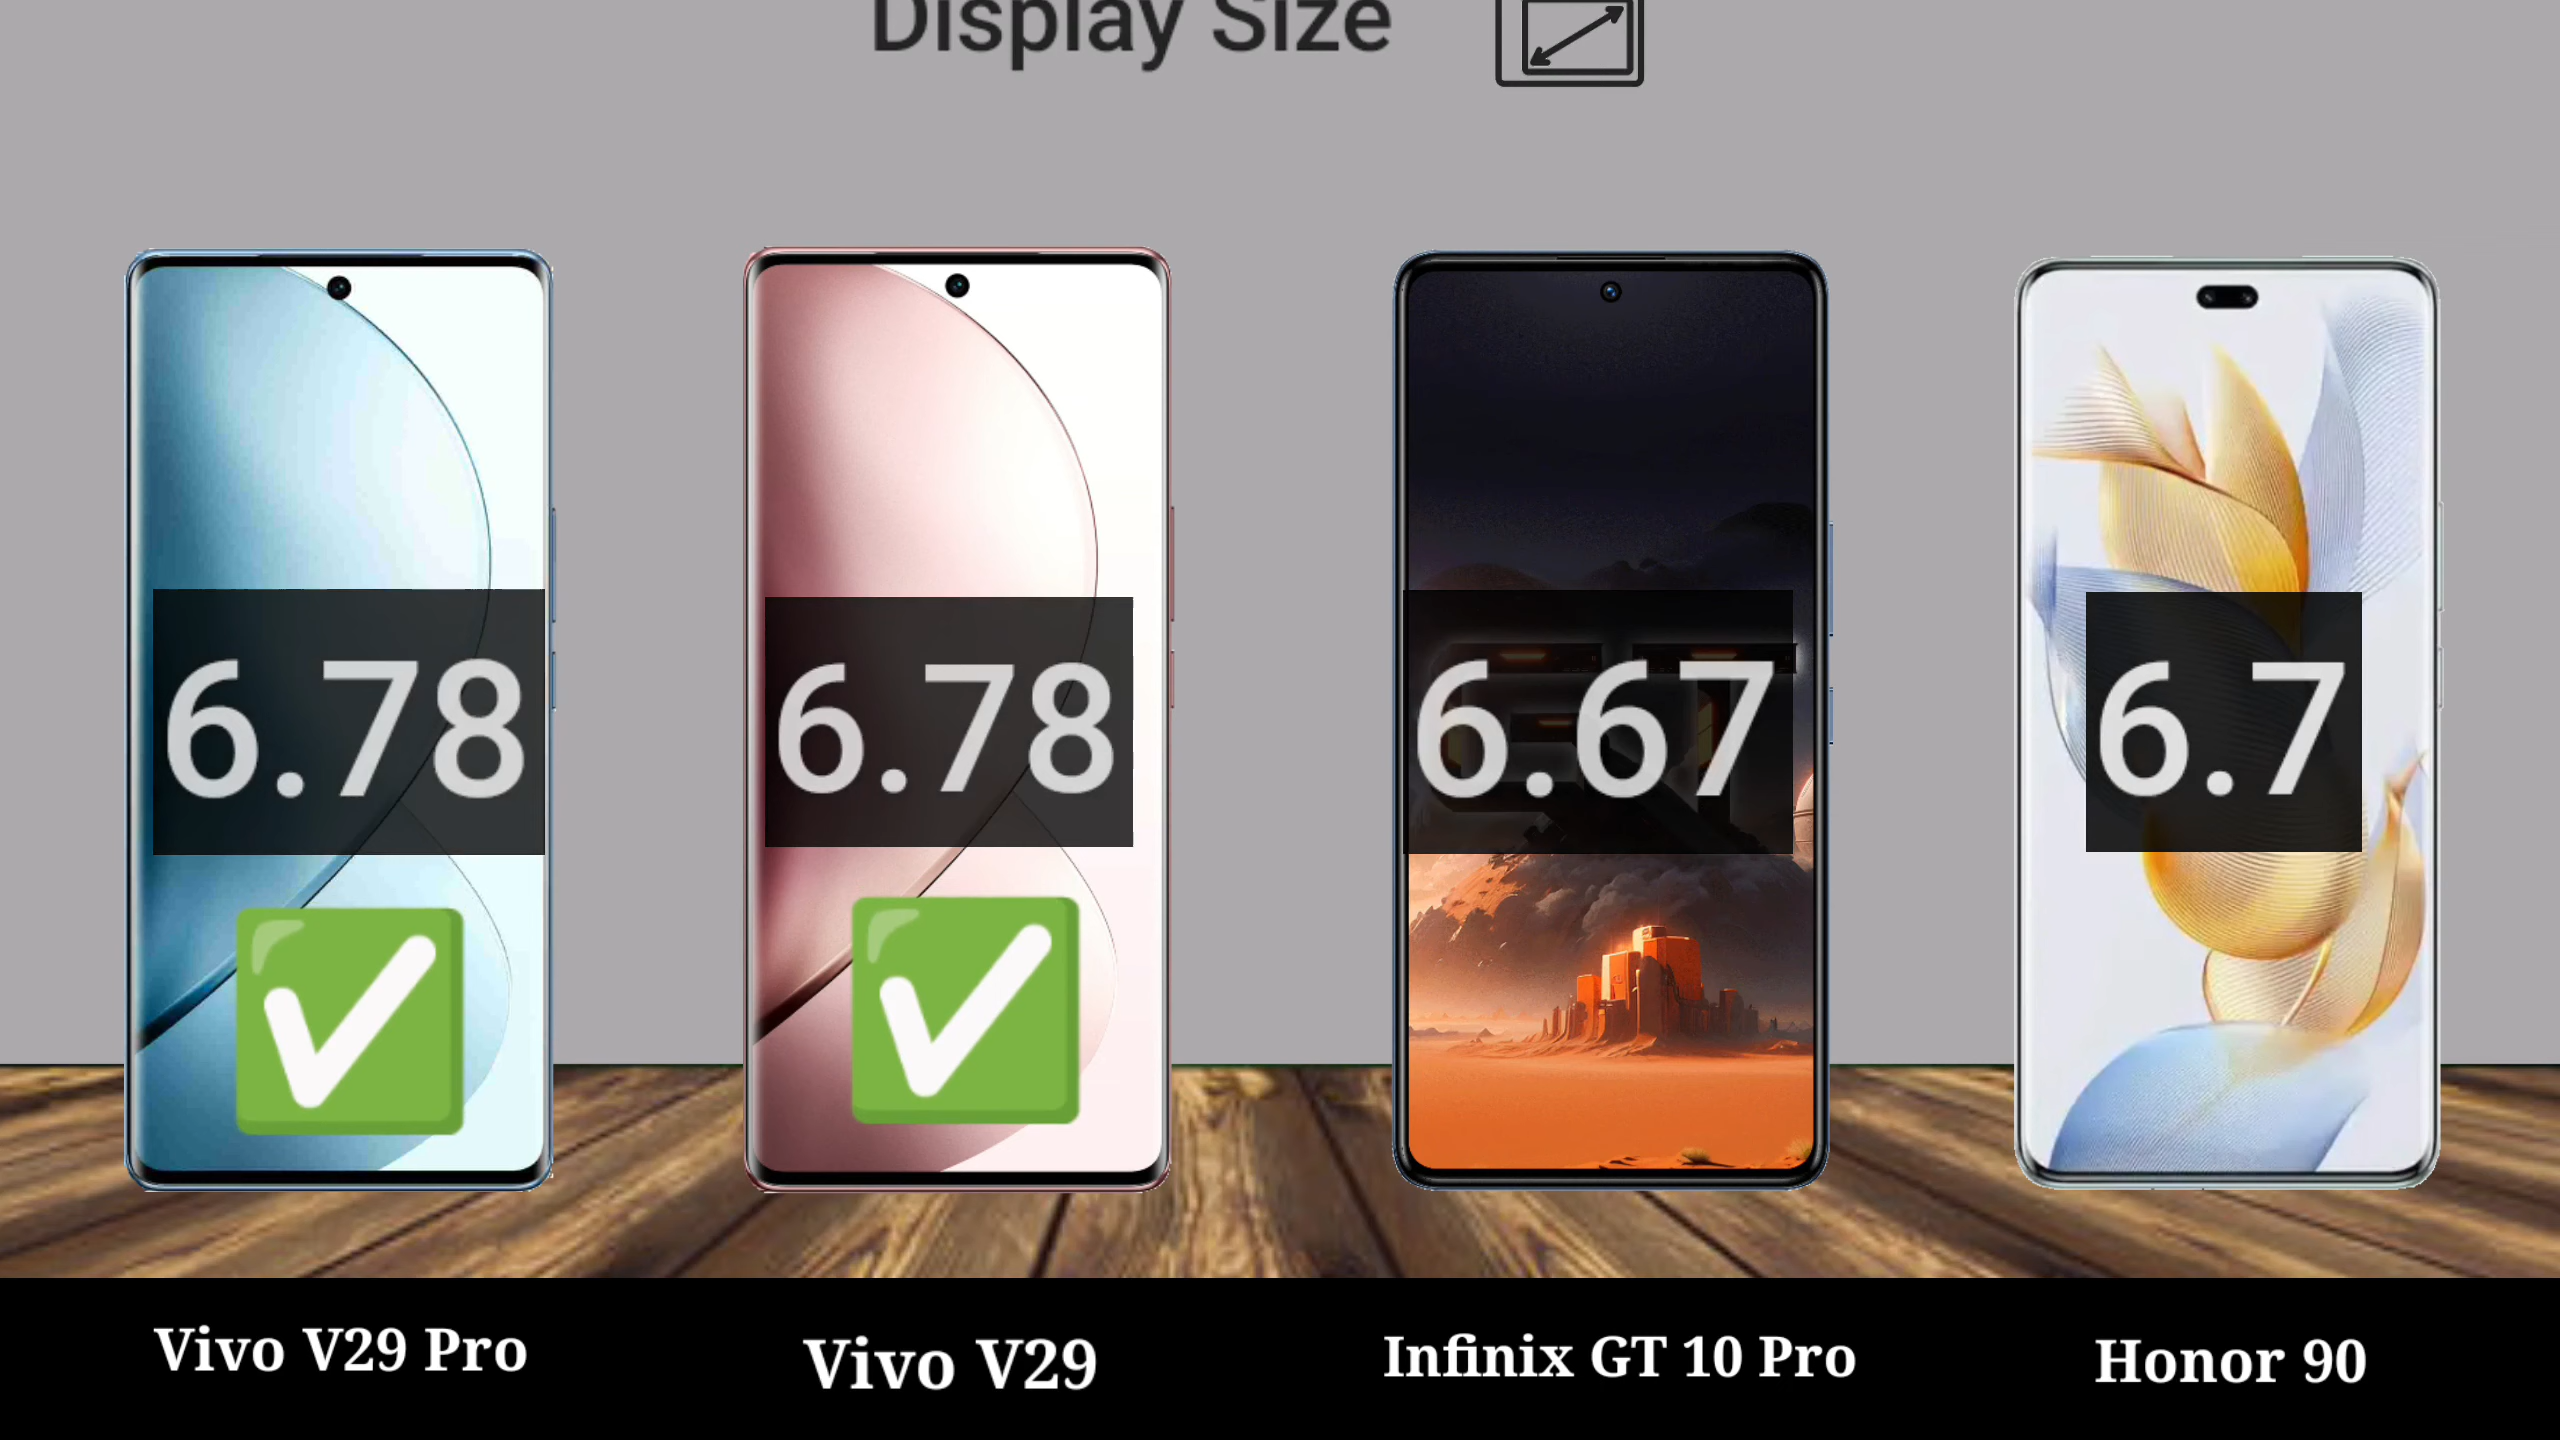 Display Size
6.78
6.78
6.67
6.7
Vivo V29 Pro
Vivo V29
Infinix GT 10 Pro
Honor 90